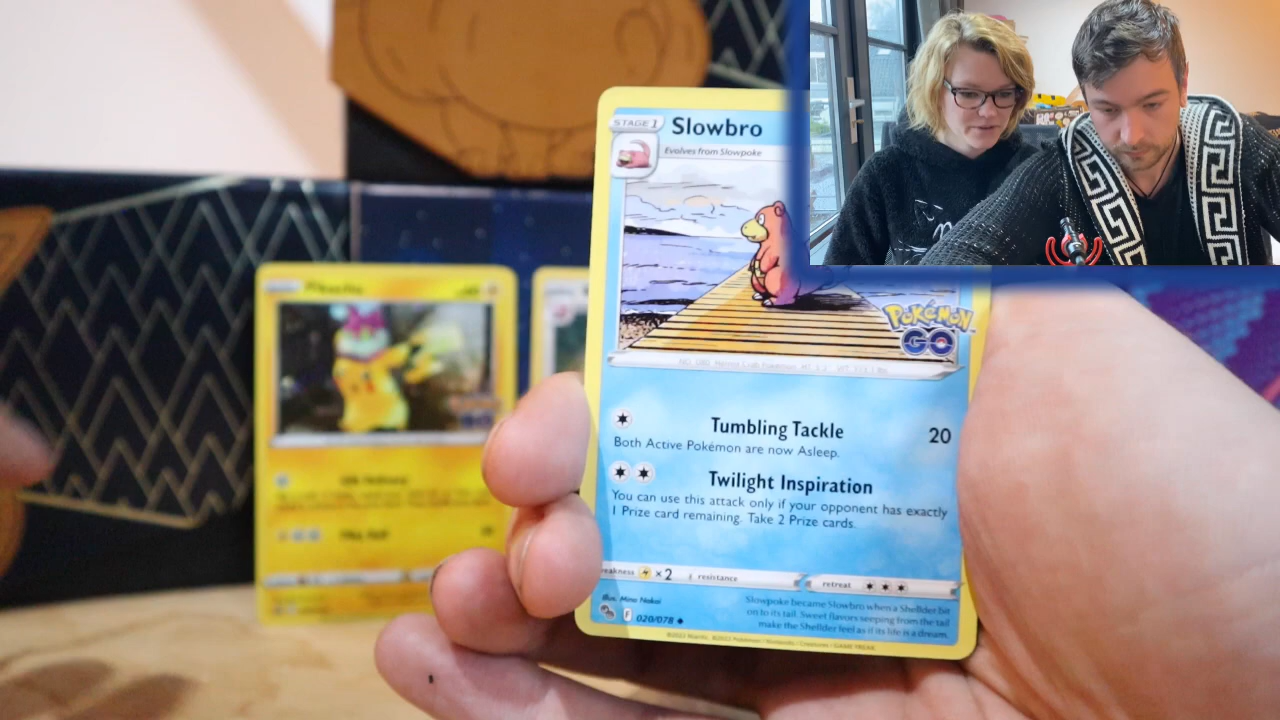 STAGE 1
Slowbro
Evolves from Slowpoke
Pokémon
GO
Tumbling Tackle 20
Both Active Pokémon are now Asleep.
Twilight Inspiration
You can use this attack only if your opponent has exactly
1 Prize card remaining. Take 2 Prize cards.
weakness ×2 resistance retreat
Illus. Mina Nakai
F 020/078
Slowpoke became Slowbro when a Shellder bit
on to its tail. Sweet flavors seeping from the tail
make the Shellder feel as if its life is a dream.
Pikachu